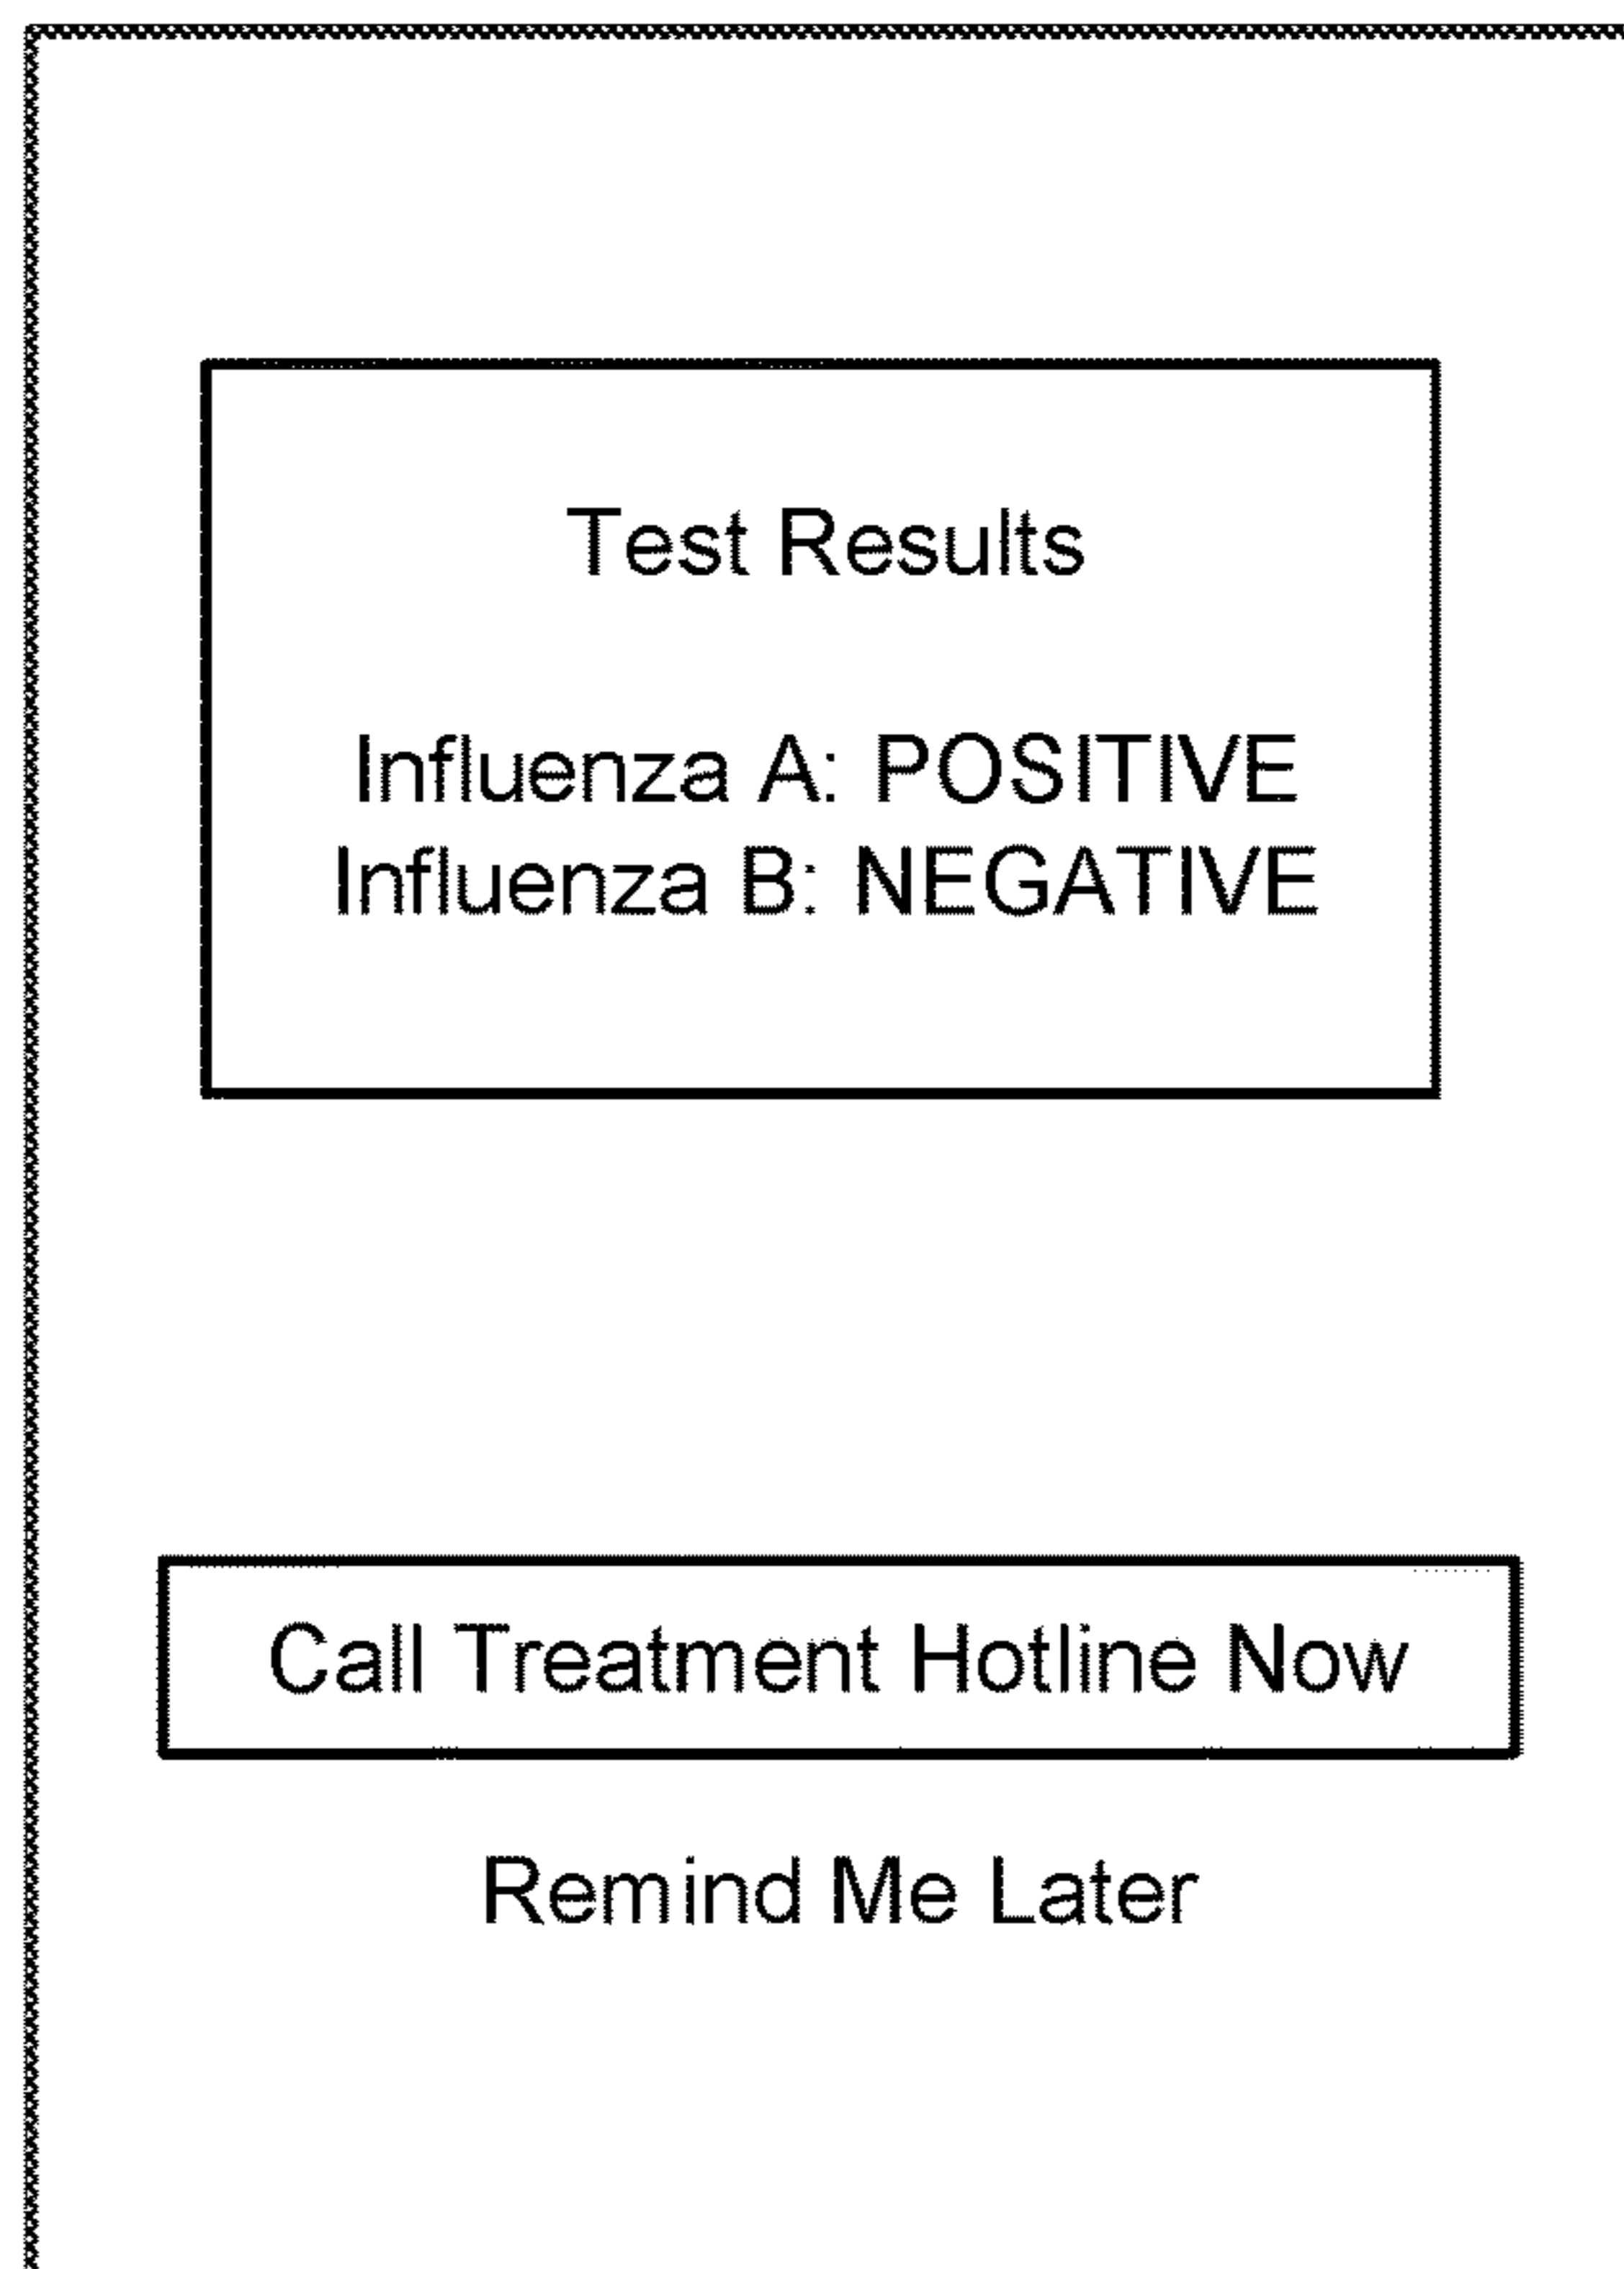 Test Results
Influenza A: POSITIVE
Influenza B: NEGATIVE
Call Treatment Hotline Now
Remind Me Later